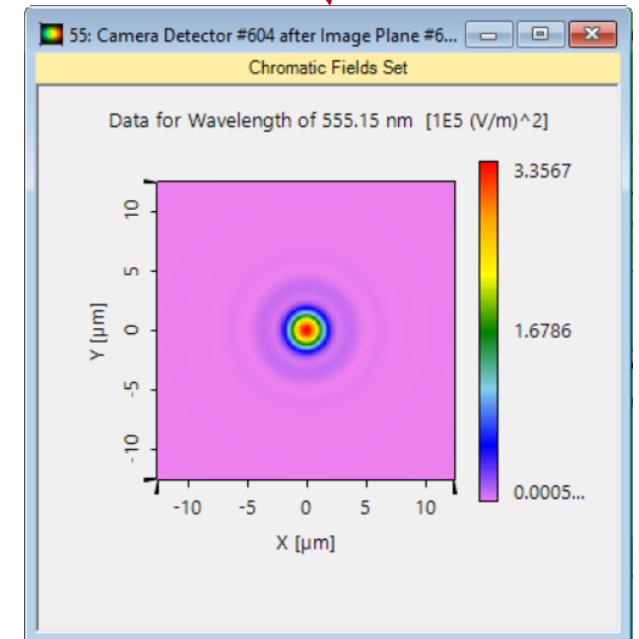 55: Camera Detector #604 after Image Plane #6...
Chromatic Fields Set
Data for Wavelength of 555.15 nm [1E5 (V/m)^2]
3.3567
1.6786
0.0005...
10
5
0
-5
-10
Y [µm]
-10 -5 0 5 10
X [µm]